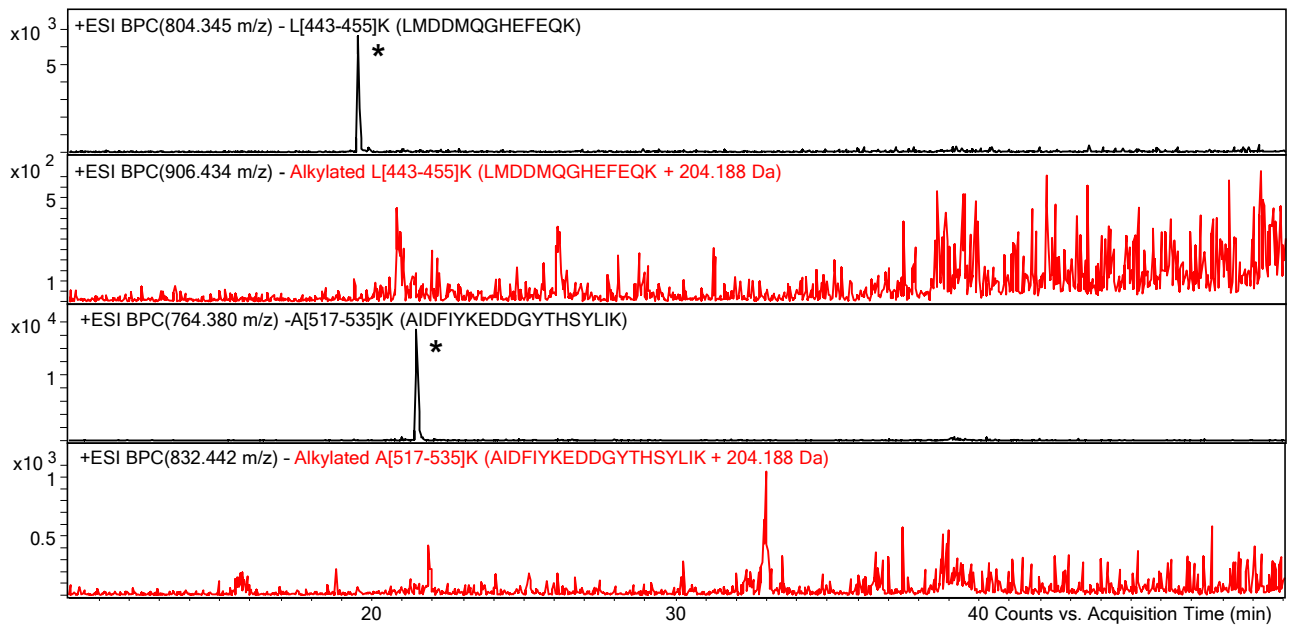 +ESI BPC(804.345 m/z) - L[443-455]K (LMDDMQGHEFEQK)
x10 3
*
5
+ESI BPC(906.434 m/z) - Alkylated L[443-455]K (LMDDMQGHEFEQK + 204.188 Da)
x10 2
5
1
+ESI BPC(764.380 m/z) -A[517-535]K (AIDFIYKEDDGYTHSYLIK)
x10 4
*
1
+ESI BPC(832.442 m/z) - Alkylated A[517-535]K (AIDFIYKEDDGYTHSYLIK + 204.188 Da)
x10 3
1
0.5
20 30 40 Counts vs. Acquisition Time (min)